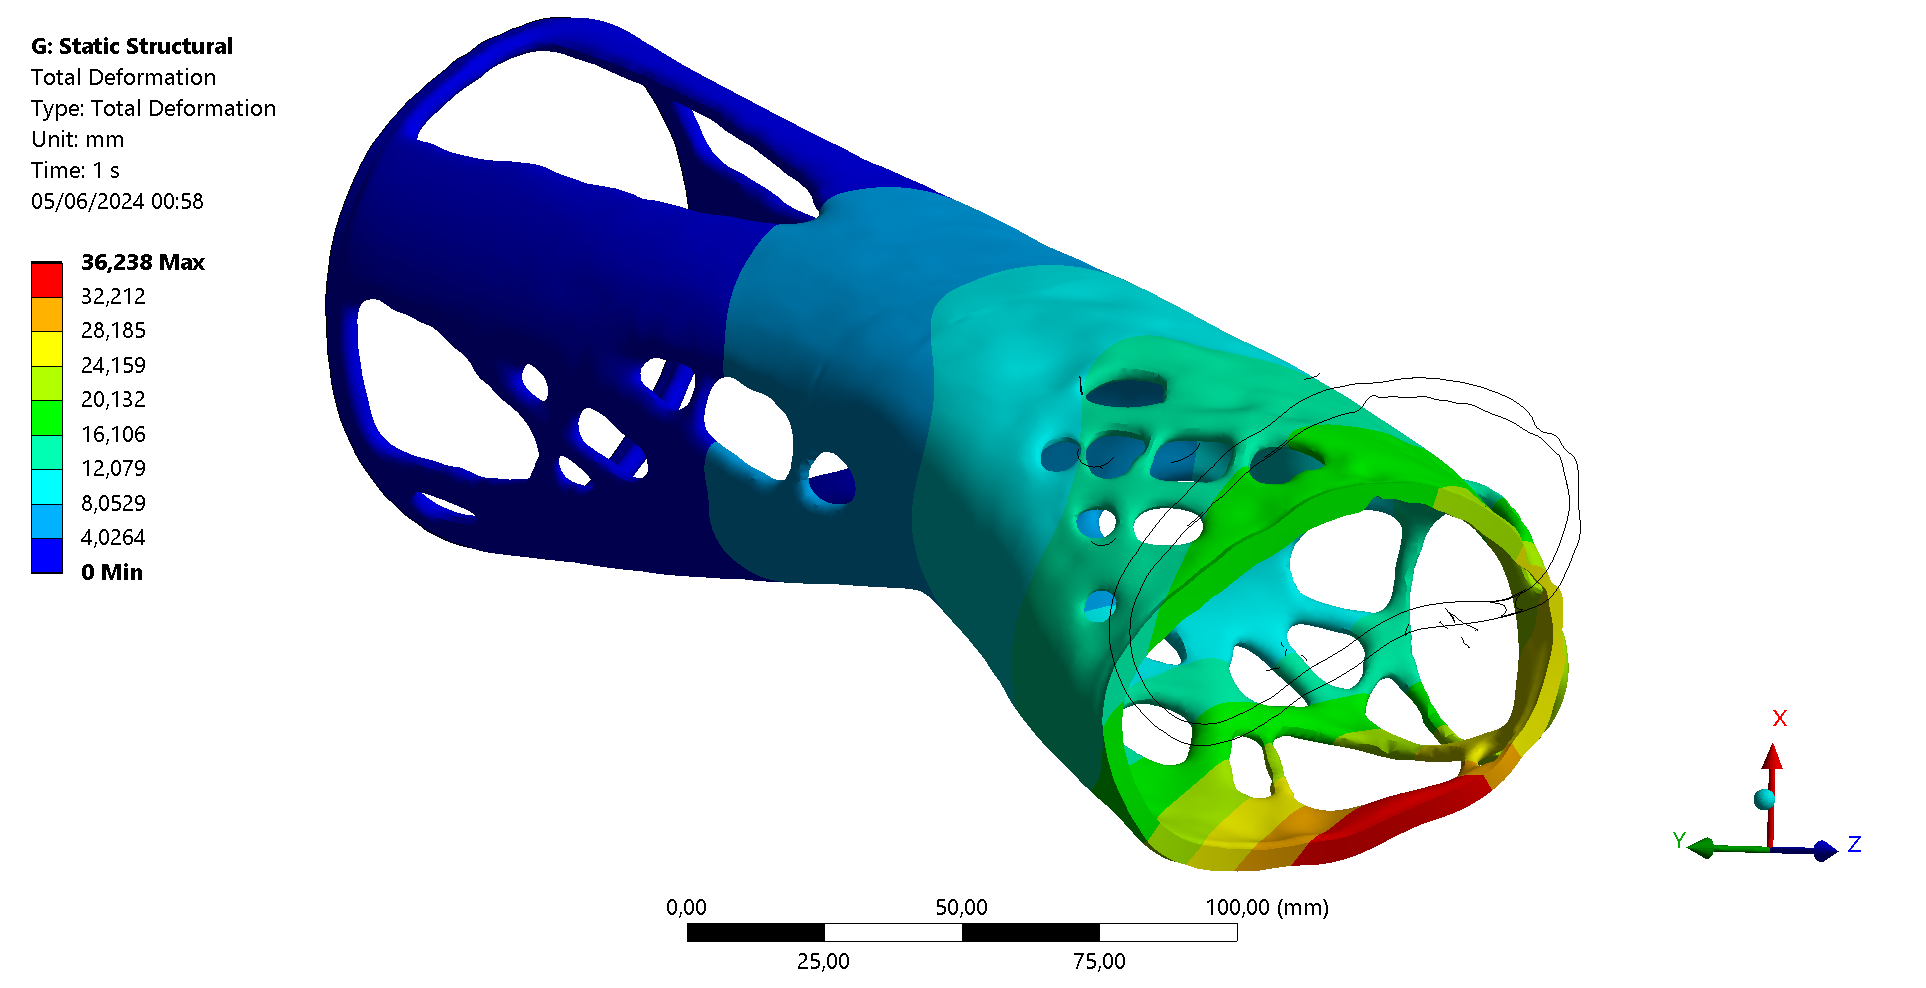 G: Static Structural
Total Deformation
Type: Total Deformation
Unit: mm
Time: 1 s
05/06/2024 00:58
36,238 Max
32,212
28,185
24,159
20,132
16,106
12,079
8,0529
4,0264
0 Min
X
Y
Z
0,00 50,00 100,00 (mm)
25,00 75,00